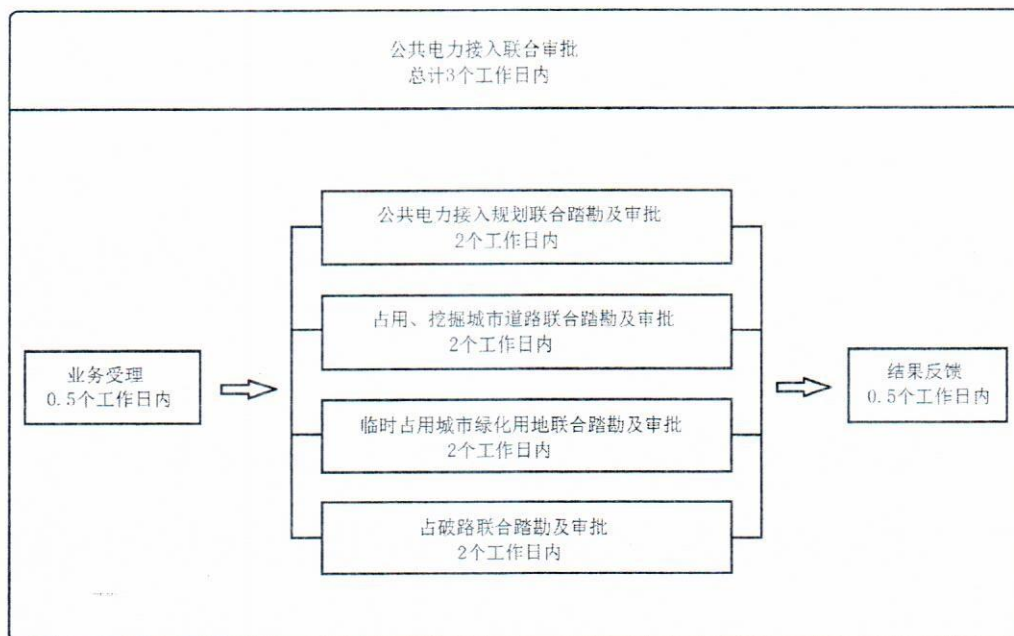 公共电力接入联合审批
总计3个工作日内
公共电力接入规划联合踏勘及审批
2个工作日内
占用、挖掘城市道路联合踏勘及审批
2个工作日内
业务受理
0.5个工作日内
结果反馈
0.5个工作日内
临时占用城市绿化用地联合踏勘及审批
2个工作日内
占破路联合踏勘及审批
2个工作日内